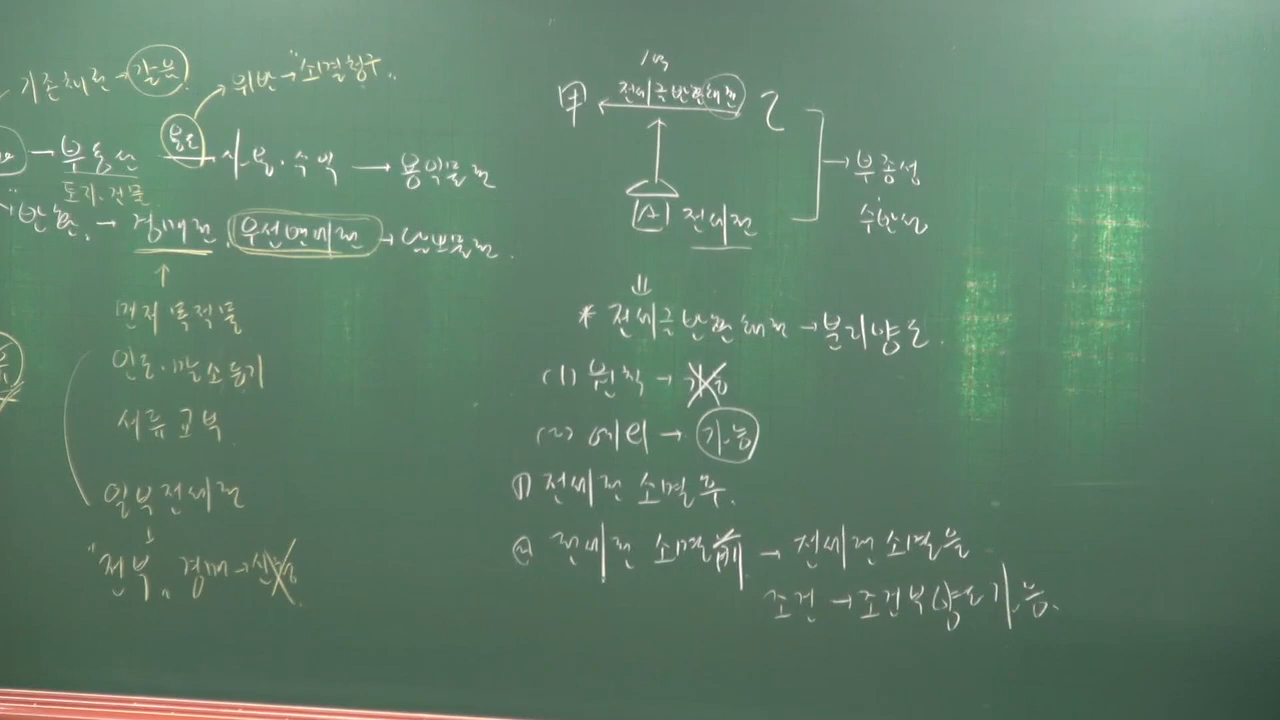 기존채권 → 갈음
위반 → "소멸청구"
→ 부동산 용도 사용·수익 → 용익물권
토지·건물
"반환" → 경매권, 우선변제권 → 담보물권.
↑
먼저 목적물
인도·말소등기
서류 교부
일부전세권
↓
"전부" 경매 → 신청
1억
甲 ← 전세금반환채권 乙
↑
전세권
→ 부종성
수반성
* 전세금반환채권 → 분리양도.
(1) 원칙 → 가능
(2) 예외 → 가능
① 전세권 소멸 후.
② 전세권 소멸 前 → 전세권 소멸을
조건 → 조건부 양도 가능.